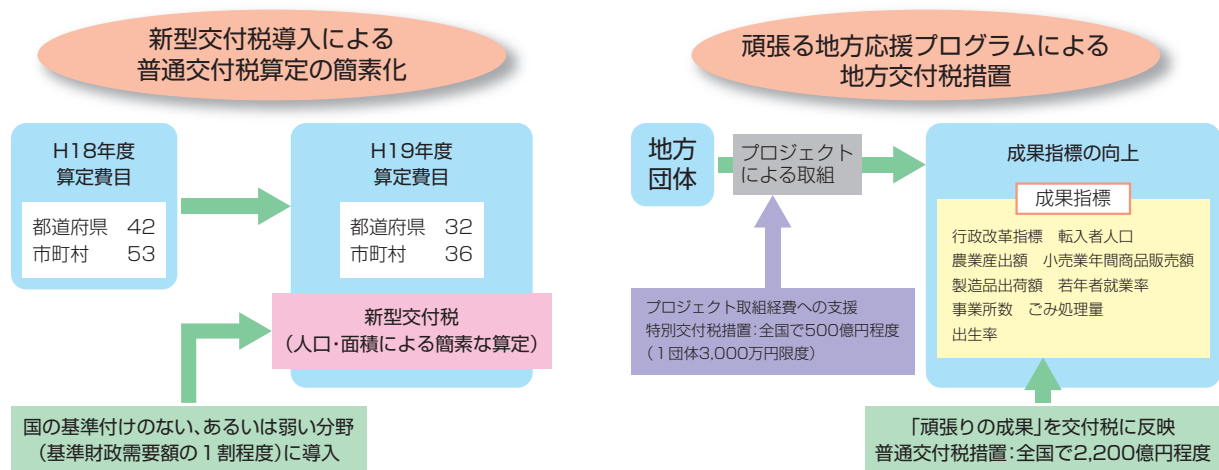 新型交付税導入による
普通交付税算定の簡素化
H18年度
算定費目
都道府県 42
市町村 53
H19年度
算定費目
都道府県 32
市町村 36
新型交付税
（人口・面積による簡素な算定）
国の基準付けのない、あるいは弱い分野
（基準財政需要額の１割程度）に導入
頑張る地方応援プログラムによる
地方交付税措置
地方
団体
プロジェクト
による取組
成果指標の向上
成果指標
行政改革指標 転入者人口
農業産出額 小売業年間商品販売額
製造品出荷額 若年者就業率
事業所数 ごみ処理量
出生率
プロジェクト取組経費への支援
特別交付税措置：全国で500億円程度
（１団体3,000万円限度）
「頑張りの成果」を交付税に反映
普通交付税措置：全国で2,200億円程度